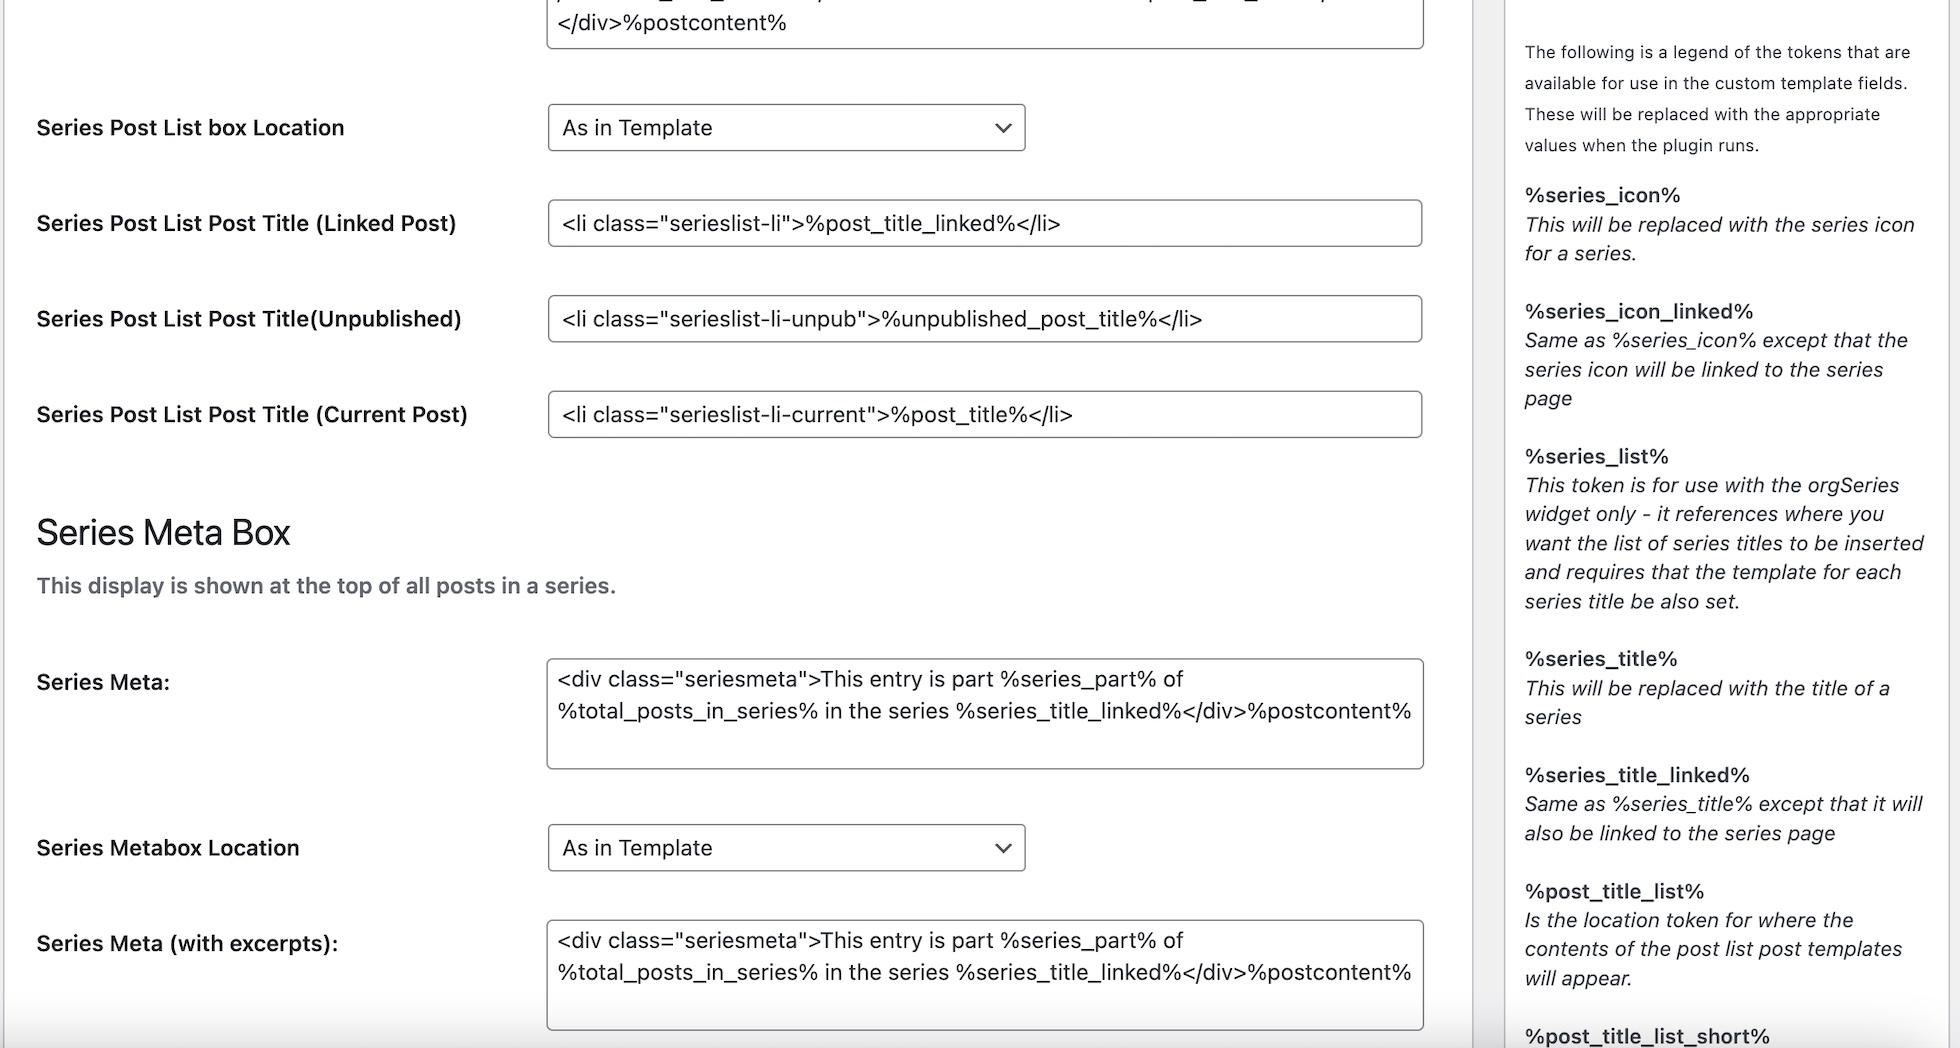 </div>%postcontent%
Series Post List box Location
As in Template
Series Post List Post Title (Linked Post)
<li class="serieslist-li">%post_title_linked%</li>
Series Post List Post Title(Unpublished)
<li class="serieslist-li-unpub">%unpublished_post_title%</li>
Series Post List Post Title (Current Post)
<li class="serieslist-li-current">%post_title%</li>
Series Meta Box
This display is shown at the top of all posts in a series.
Series Meta:
<div class="seriesmeta">This entry is part %series_part% of
%total_posts_in_series% in the series %series_title_linked%</div>%postcontent%
Series Metabox Location
As in Template
Series Meta (with excerpts):
<div class="seriesmeta">This entry is part %series_part% of
%total_posts_in_series% in the series %series_title_linked%</div>%postcontent%
The following is a legend of the tokens that are
available for use in the custom template fields.
These will be replaced with the appropriate
values when the plugin runs.
%series_icon%
This will be replaced with the series icon
for a series.
%series_icon_linked%
Same as %series_icon% except that the
series icon will be linked to the series
page
%series_list%
This token is for use with the orgSeries
widget only - it references where you
want the list of series titles to be inserted
and requires that the template for each
series title be also set.
%series_title%
This will be replaced with the title of a
series
%series_title_linked%
Same as %series_title% except that it will
also be linked to the series page
%post_title_list%
Is the location token for where the
contents of the post list post templates
will appear.
%post_title_list_short%